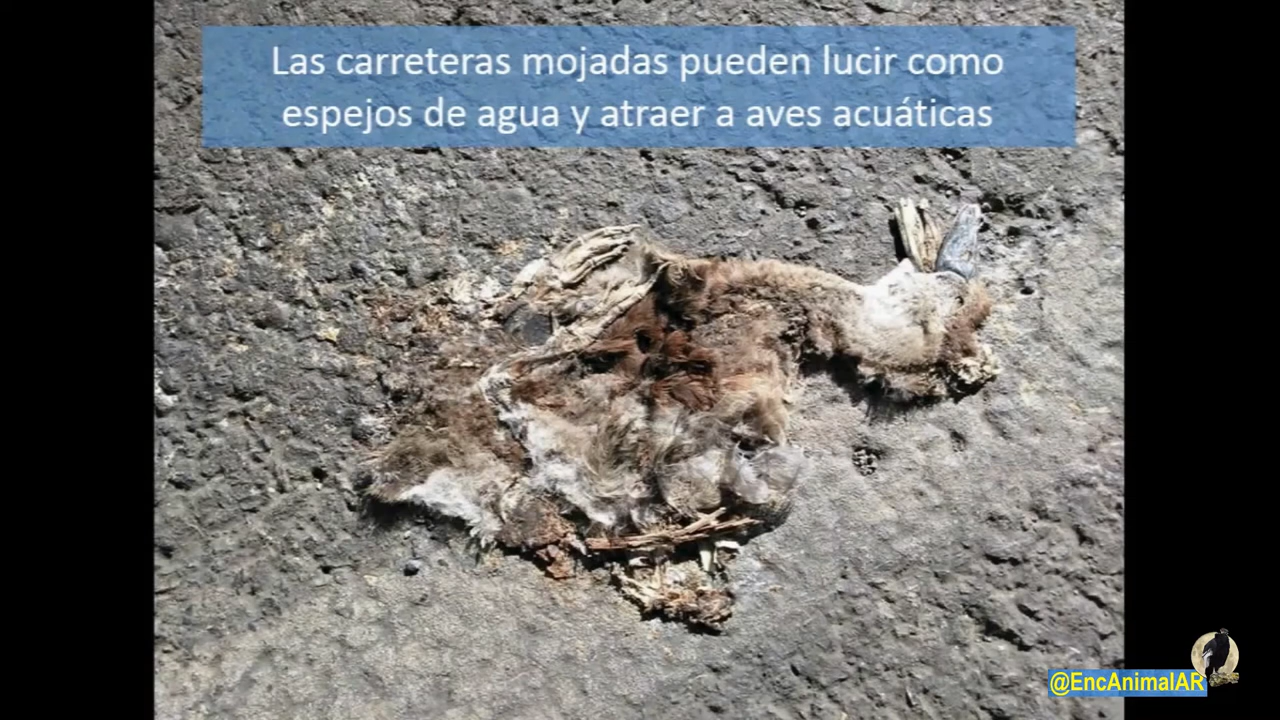 Las carreteras mojadas pueden lucir como
espejos de agua y atraer a aves acuáticas
@EncAnimalAR